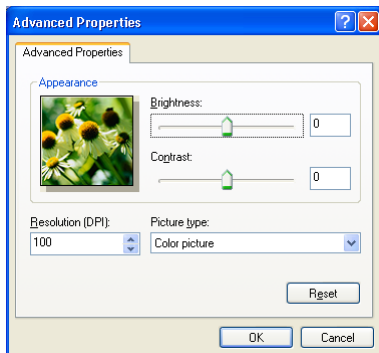 Advanced Properties
Advanced Properties
Appearance
Brightness:
0
Contrast:
0
Resolution (DPI):
Picture type:
100
Color picture
Reset
OK
Cancel